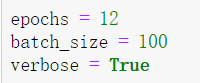 epochs = 12
batch_size = 100
verbose = True